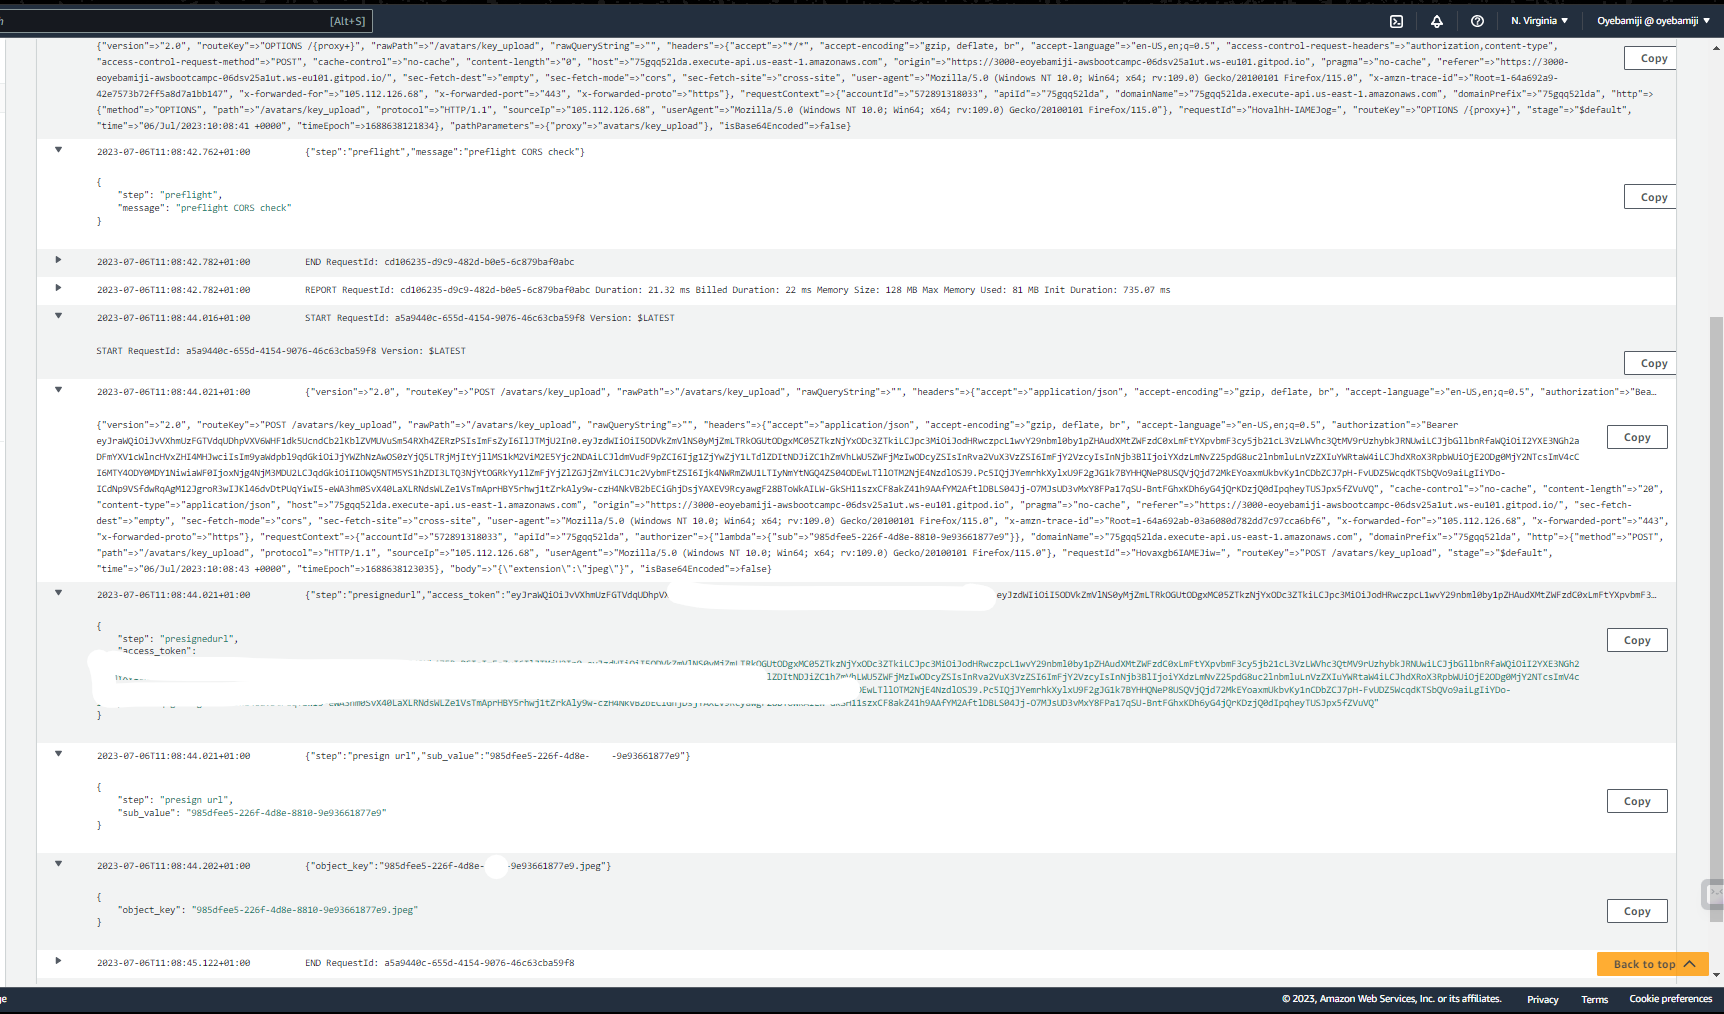 [Alt+S]
N. Virginia ▼
Oyebamiji @ oyebamiji ▼
{"version"=>"2.0", "routeKey"=>"OPTIONS /{proxy+}", "rawPath"=>"/avatars/key_upload", "rawQueryString"=>"", "headers"=>{"accept"=>"*/*", "accept-encoding"=>"gzip, deflate, br", "accept-language"=>"en-US,en;q=0.5", "access-control-request-headers"=>"authorization,content-type",
"access-control-request-method"=>"POST", "cache-control"=>"no-cache", "content-length"=>"0", "host"=>"75gqq52lda.execute-api.us-east-1.amazonaws.com", "origin"=>"https://3000-eoyebamiji-awsbootcampc-06dsv25a1ut.ws-eu101.gitpod.io", "pragma"=>"no-cache", "referer"=>"https://3000-
eoyebamiji-awsbootcampc-06dsv25a1ut.ws-eu101.gitpod.io/", "sec-fetch-dest"=>"empty", "sec-fetch-mode"=>"cors", "sec-fetch-site"=>"cross-site", "user-agent"=>"Mozilla/5.0 (Windows NT 10.0; Win64; x64; rv:109.0) Gecko/20100101 Firefox/115.0", "x-amzn-trace-id"=>"Root=1-64a692a9-
42e7573b72ff5a8d7a1bb147", "x-forwarded-for"=>"105.112.126.68", "x-forwarded-port"=>"443", "x-forwarded-proto"=>"https"}, "requestContext"=>{"accountId"=>"572891318033", "apiId"=>"75gqq52lda", "domainName"=>"75gqq52lda.execute-api.us-east-1.amazonaws.com", "domainPrefix"=>"75gqq52lda", "http"=>
{"method"=>"OPTIONS", "path"=>"/avatars/key_upload", "protocol"=>"HTTP/1.1", "sourceIp"=>"105.112.126.68", "userAgent"=>"Mozilla/5.0 (Windows NT 10.0; Win64; x64; rv:109.0) Gecko/20100101 Firefox/115.0"}, "requestId"=>"HovalhH-IAMEJog=", "routeKey"=>"OPTIONS /{proxy+}", "stage"=>"$default",
"time"=>"06/Jul/2023:10:08:41 +0000", "timeEpoch"=>1688638121834}, "pathParameters"=>{"proxy"=>"avatars/key_upload"}, "isBase64Encoded"=>false}
Copy
2023-07-06T11:08:42.762+01:00 {"step":"preflight","message":"preflight CORS check"}
{
"step": "preflight",
"message": "preflight CORS check"
}
Copy
2023-07-06T11:08:42.782+01:00 END RequestId: cd106235-d9c9-482d-b0e5-6c879baf0abc
2023-07-06T11:08:42.782+01:00 REPORT RequestId: cd106235-d9c9-482d-b0e5-6c879baf0abc Duration: 21.32 ms Billed Duration: 22 ms Memory Size: 128 MB Max Memory Used: 81 MB Init Duration: 735.07 ms
2023-07-06T11:08:44.016+01:00 START RequestId: a5a9440c-655d-4154-9076-46c63cba59f8 Version: $LATEST
START RequestId: a5a9440c-655d-4154-9076-46c63cba59f8 Version: $LATEST
Copy
2023-07-06T11:08:44.021+01:00 {"version"=>"2.0", "routeKey"=>"POST /avatars/key_upload", "rawPath"=>"/avatars/key_upload", "rawQueryString"=>"", "headers"=>{"accept"=>"application/json", "accept-encoding"=>"gzip, deflate, br", "accept-language"=>"en-US,en;q=0.5", "authorization"=>"Bea…
{"version"=>"2.0", "routeKey"=>"POST /avatars/key_upload", "rawPath"=>"/avatars/key_upload", "rawQueryString"=>"", "headers"=>{"accept"=>"application/json", "accept-encoding"=>"gzip, deflate, br", "accept-language"=>"en-US,en;q=0.5", "authorization"=>"Bearer
"cache-control"=>"no-cache", "content-length"=>"20",
"content-type"=>"application/json", "host"=>"75gqq52lda.execute-api.us-east-1.amazonaws.com", "origin"=>"https://3000-eoyebamiji-awsbootcampc-06dsv25a1ut.ws-eu101.gitpod.io", "pragma"=>"no-cache", "referer"=>"https://3000-eoyebamiji-awsbootcampc-06dsv25a1ut.ws-eu101.gitpod.io/", "sec-fetch-
dest"=>"empty", "sec-fetch-mode"=>"cors", "sec-fetch-site"=>"cross-site", "user-agent"=>"Mozilla/5.0 (Windows NT 10.0; Win64; x64; rv:109.0) Gecko/20100101 Firefox/115.0", "x-amzn-trace-id"=>"Root=1-64a692ab-03a6080d782dd7c97cca6bf6", "x-forwarded-for"=>"105.112.126.68", "x-forwarded-port"=>"443",
"x-forwarded-proto"=>"https"}, "requestContext"=>{"accountId"=>"572891318033", "apiId"=>"75gqq52lda", "authorizer"=>{"lambda"=>{"sub"=>"985dfee5-226f-4d8e-8810-9e93661877e9"}}, "domainName"=>"75gqq52lda.execute-api.us-east-1.amazonaws.com", "domainPrefix"=>"75gqq52lda", "http"=>{"method"=>"POST",
"path"=>"/avatars/key_upload", "protocol"=>"HTTP/1.1", "sourceIp"=>"105.112.126.68", "userAgent"=>"Mozilla/5.0 (Windows NT 10.0; Win64; x64; rv:109.0) Gecko/20100101 Firefox/115.0"}, "requestId"=>"Hovaxgb6IAMEJiw=", "routeKey"=>"POST /avatars/key_upload", "stage"=>"$default",
"time"=>"06/Jul/2023:10:08:43 +0000", "timeEpoch"=>1688638123035}, "body"=>"{\"extension\":\"jpeg\"}", "isBase64Encoded"=>false}
Copy
2023-07-06T11:08:44.021+01:00 {"step":"presignedurl","access_token":
{
"step": "presignedurl",
"access_token":
}
Copy
2023-07-06T11:08:44.021+01:00 {"step":"presign url","sub_value":"985dfee5-226f-4d8e- -9e93661877e9"}
{
"step": "presign url",
"sub_value": "985dfee5-226f-4d8e-8810-9e93661877e9"
}
Copy
2023-07-06T11:08:44.202+01:00 {"object_key":"985dfee5-226f-4d8e- -9e93661877e9.jpeg"}
{
"object_key": "985dfee5-226f-4d8e-8810-9e93661877e9.jpeg"
}
Copy
2023-07-06T11:08:45.122+01:00 END RequestId: a5a9440c-655d-4154-9076-46c63cba59f8
Back to top
© 2023, Amazon Web Services, Inc. or its affiliates.
Privacy
Terms
Cookie preferences